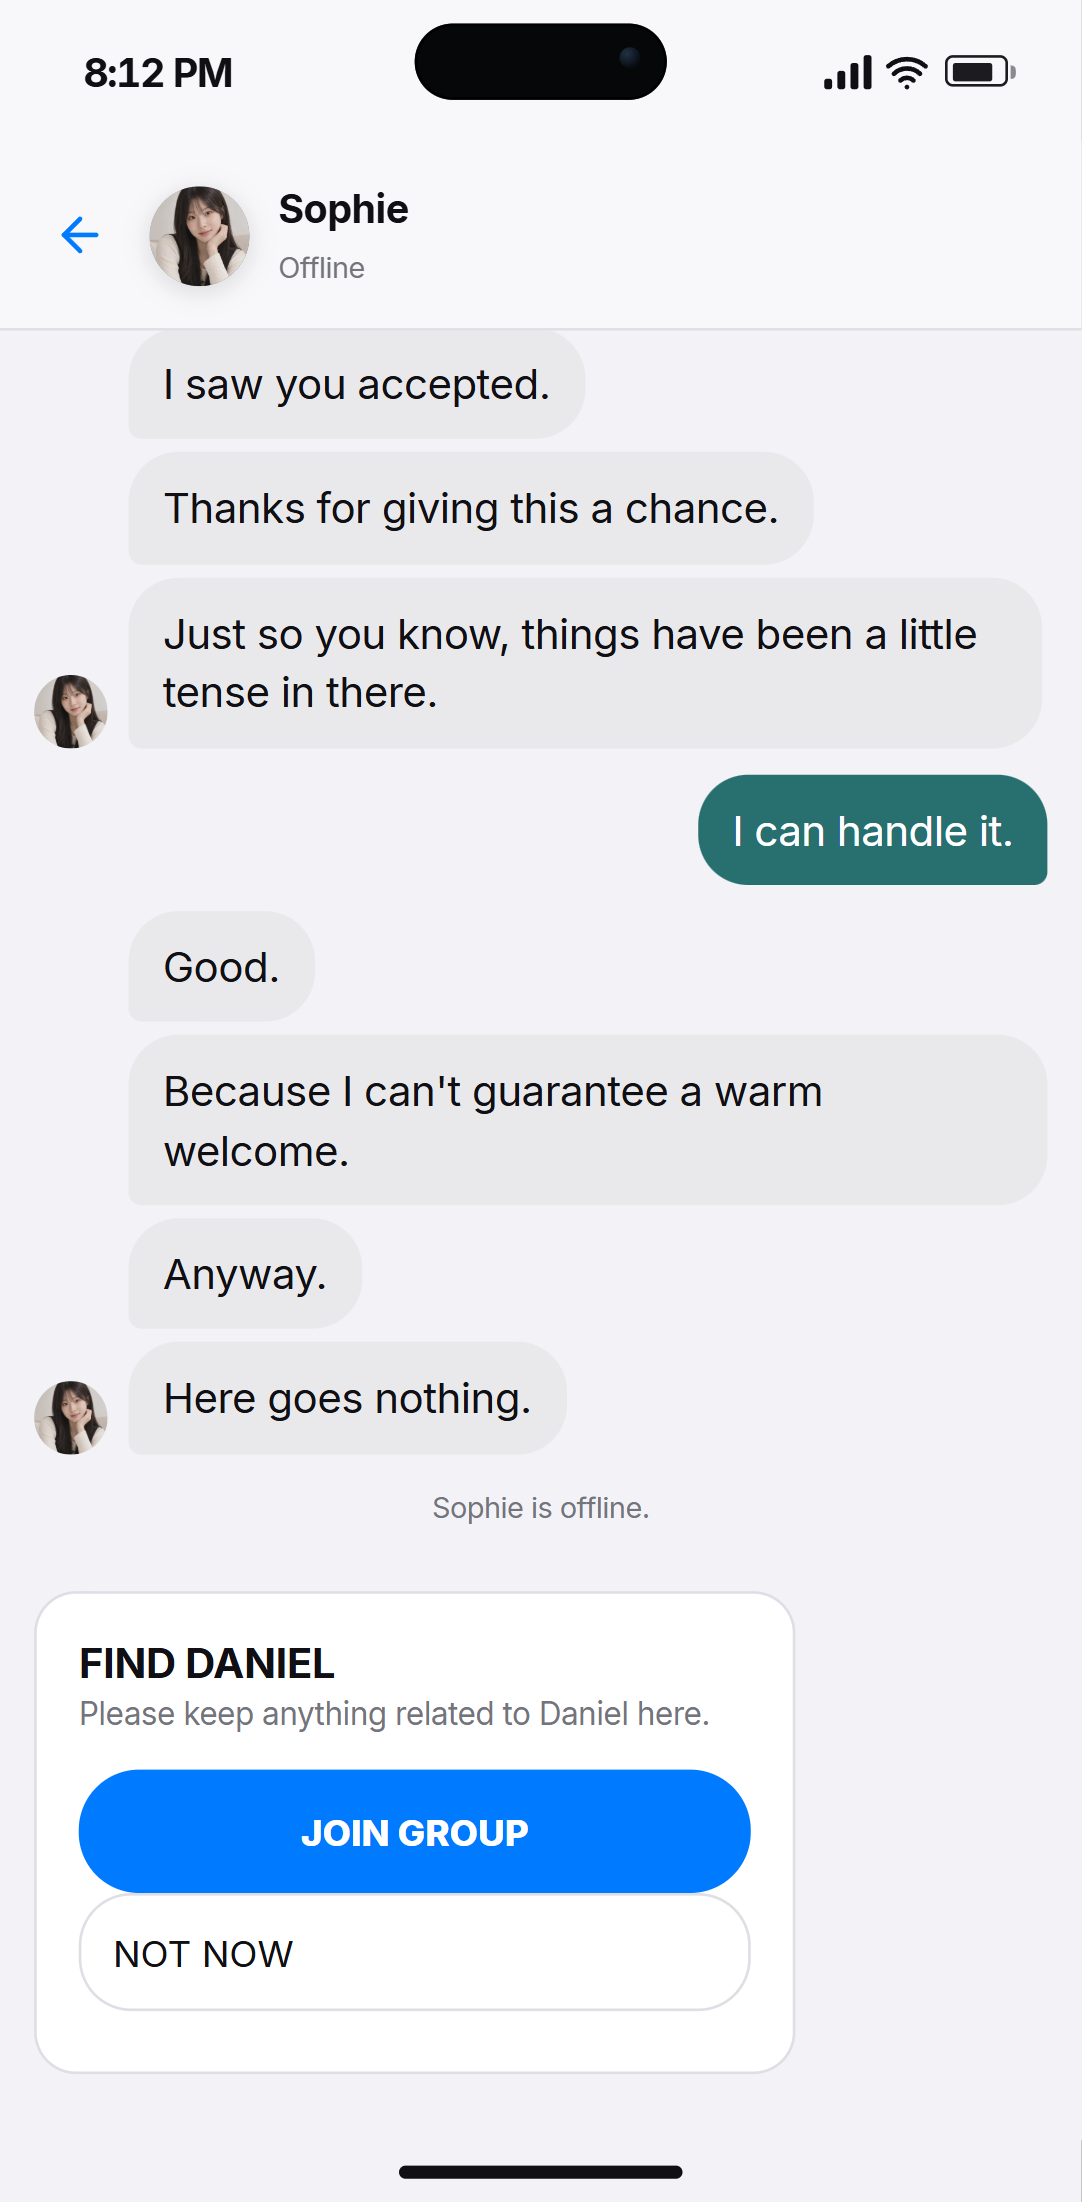 8:12 PM
Sophie
Offline
I saw you accepted.
Thanks for giving this a chance.
Just so you know, things have been a little
tense in there.
I can handle it.
Good.
Because I can't guarantee a warm
welcome.
Anyway.
Here goes nothing.
Sophie is offline.
FIND DANIEL
Please keep anything related to Daniel here.
JOIN GROUP
NOT NOW